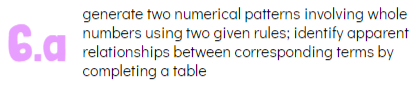 6.a
generate two numerical patterns involving whole
numbers using two given rules; identify apparent
relationships between corresponding terms by
completing a table